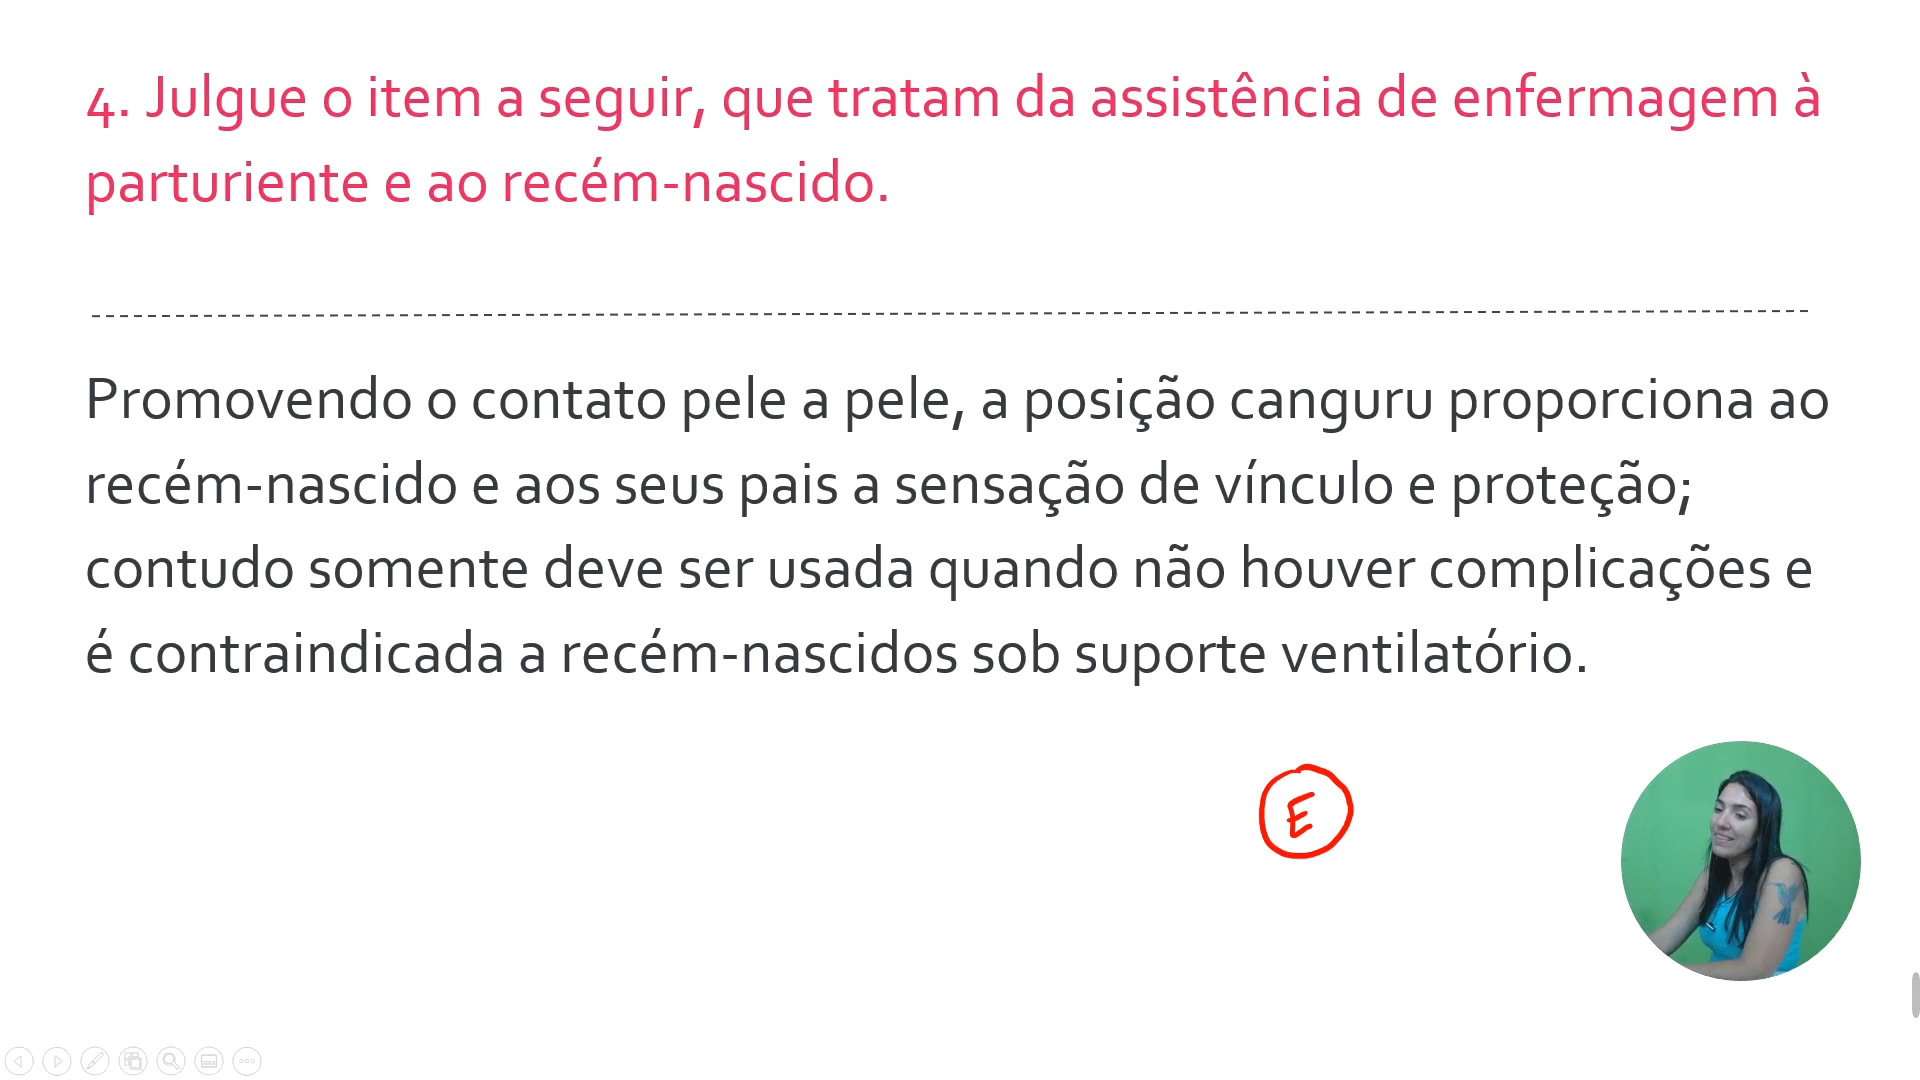 4. Julgue o item a seguir, que tratam da assistência de enfermagem à
parturiente e ao recém-nascido.
Promovendo o contato pele a pele, a posição canguru proporciona ao
recém-nascido e aos seus pais a sensação de vínculo e proteção;
contudo somente deve ser usada quando não houver complicações e
é contraindicada a recém-nascidos sob suporte ventilatório.
E